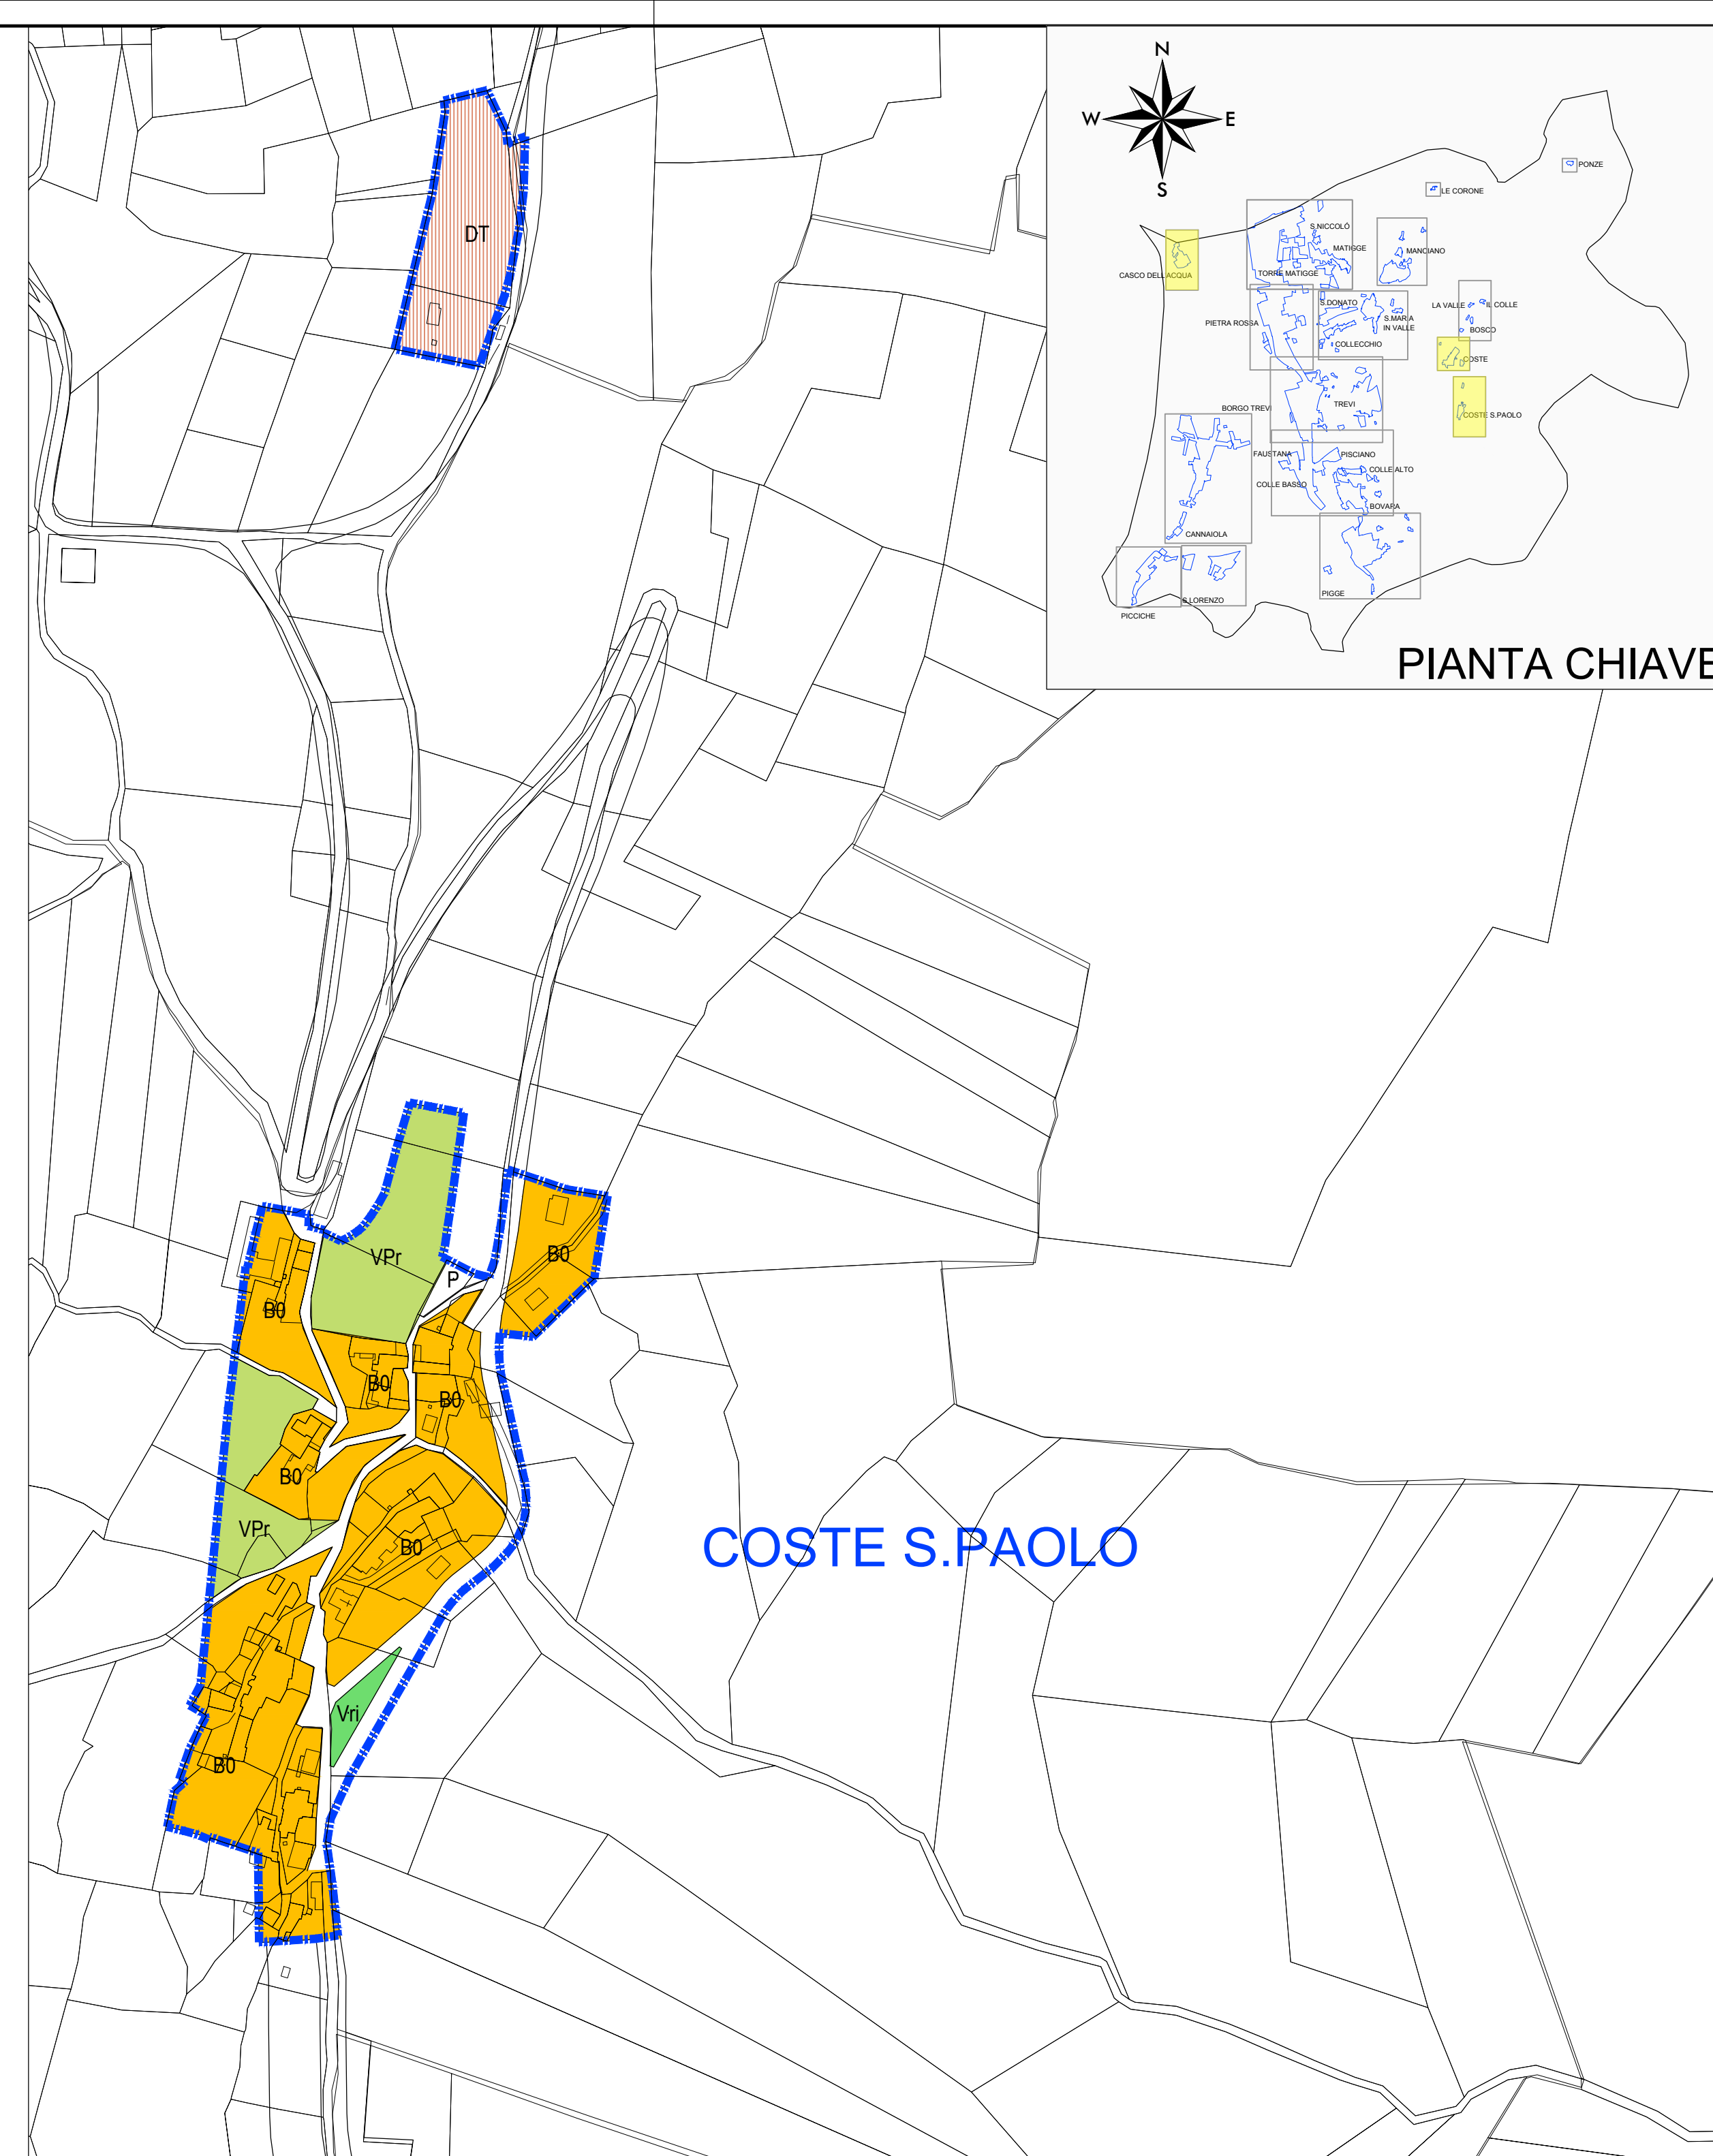 N
W E
S
PONZE
LE CORONE
S.NICCOLÒ
MATIGGE
MANCIANO
CASCO DELL'ACQUA
TORRE MATIGGE
LA VALLE
IL COLLE
S.DONATO
PIETRA ROSSA
S.MARIA
IN VALLE
BOSCO
COLLECCHIO
COSTE
BORGO TREVI
TREVI
COSTE S.PAOLO
FAUSTANA
PISCIANO
COLLE ALTO
COLLE BASSO
BOVARA
CANNAIOLA
PIGGE
S.LORENZO
PICCICHE
PIANTA CHIAVE
DT
VPr
B0
P
B0
B0
B0
B0
VPr
B0
COSTE S.PAOLO
Vri
B0